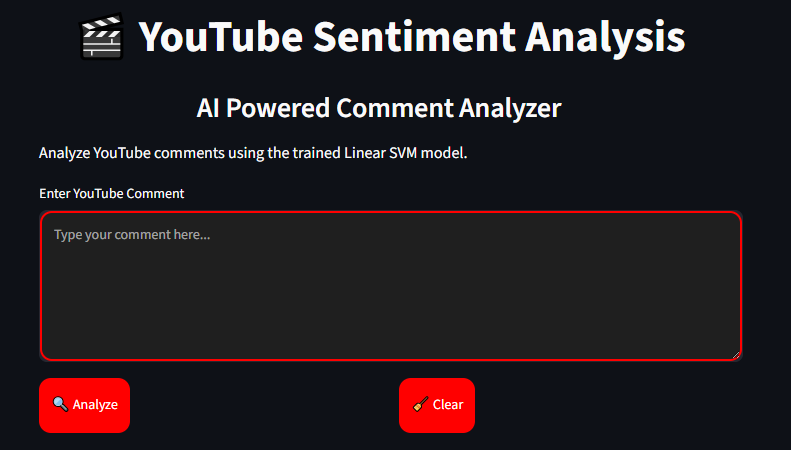 YouTube Sentiment Analysis
AI Powered Comment Analyzer
Analyze YouTube comments using the trained Linear SVM model.
Enter YouTube Comment
Type your comment here...
Analyze
Clear